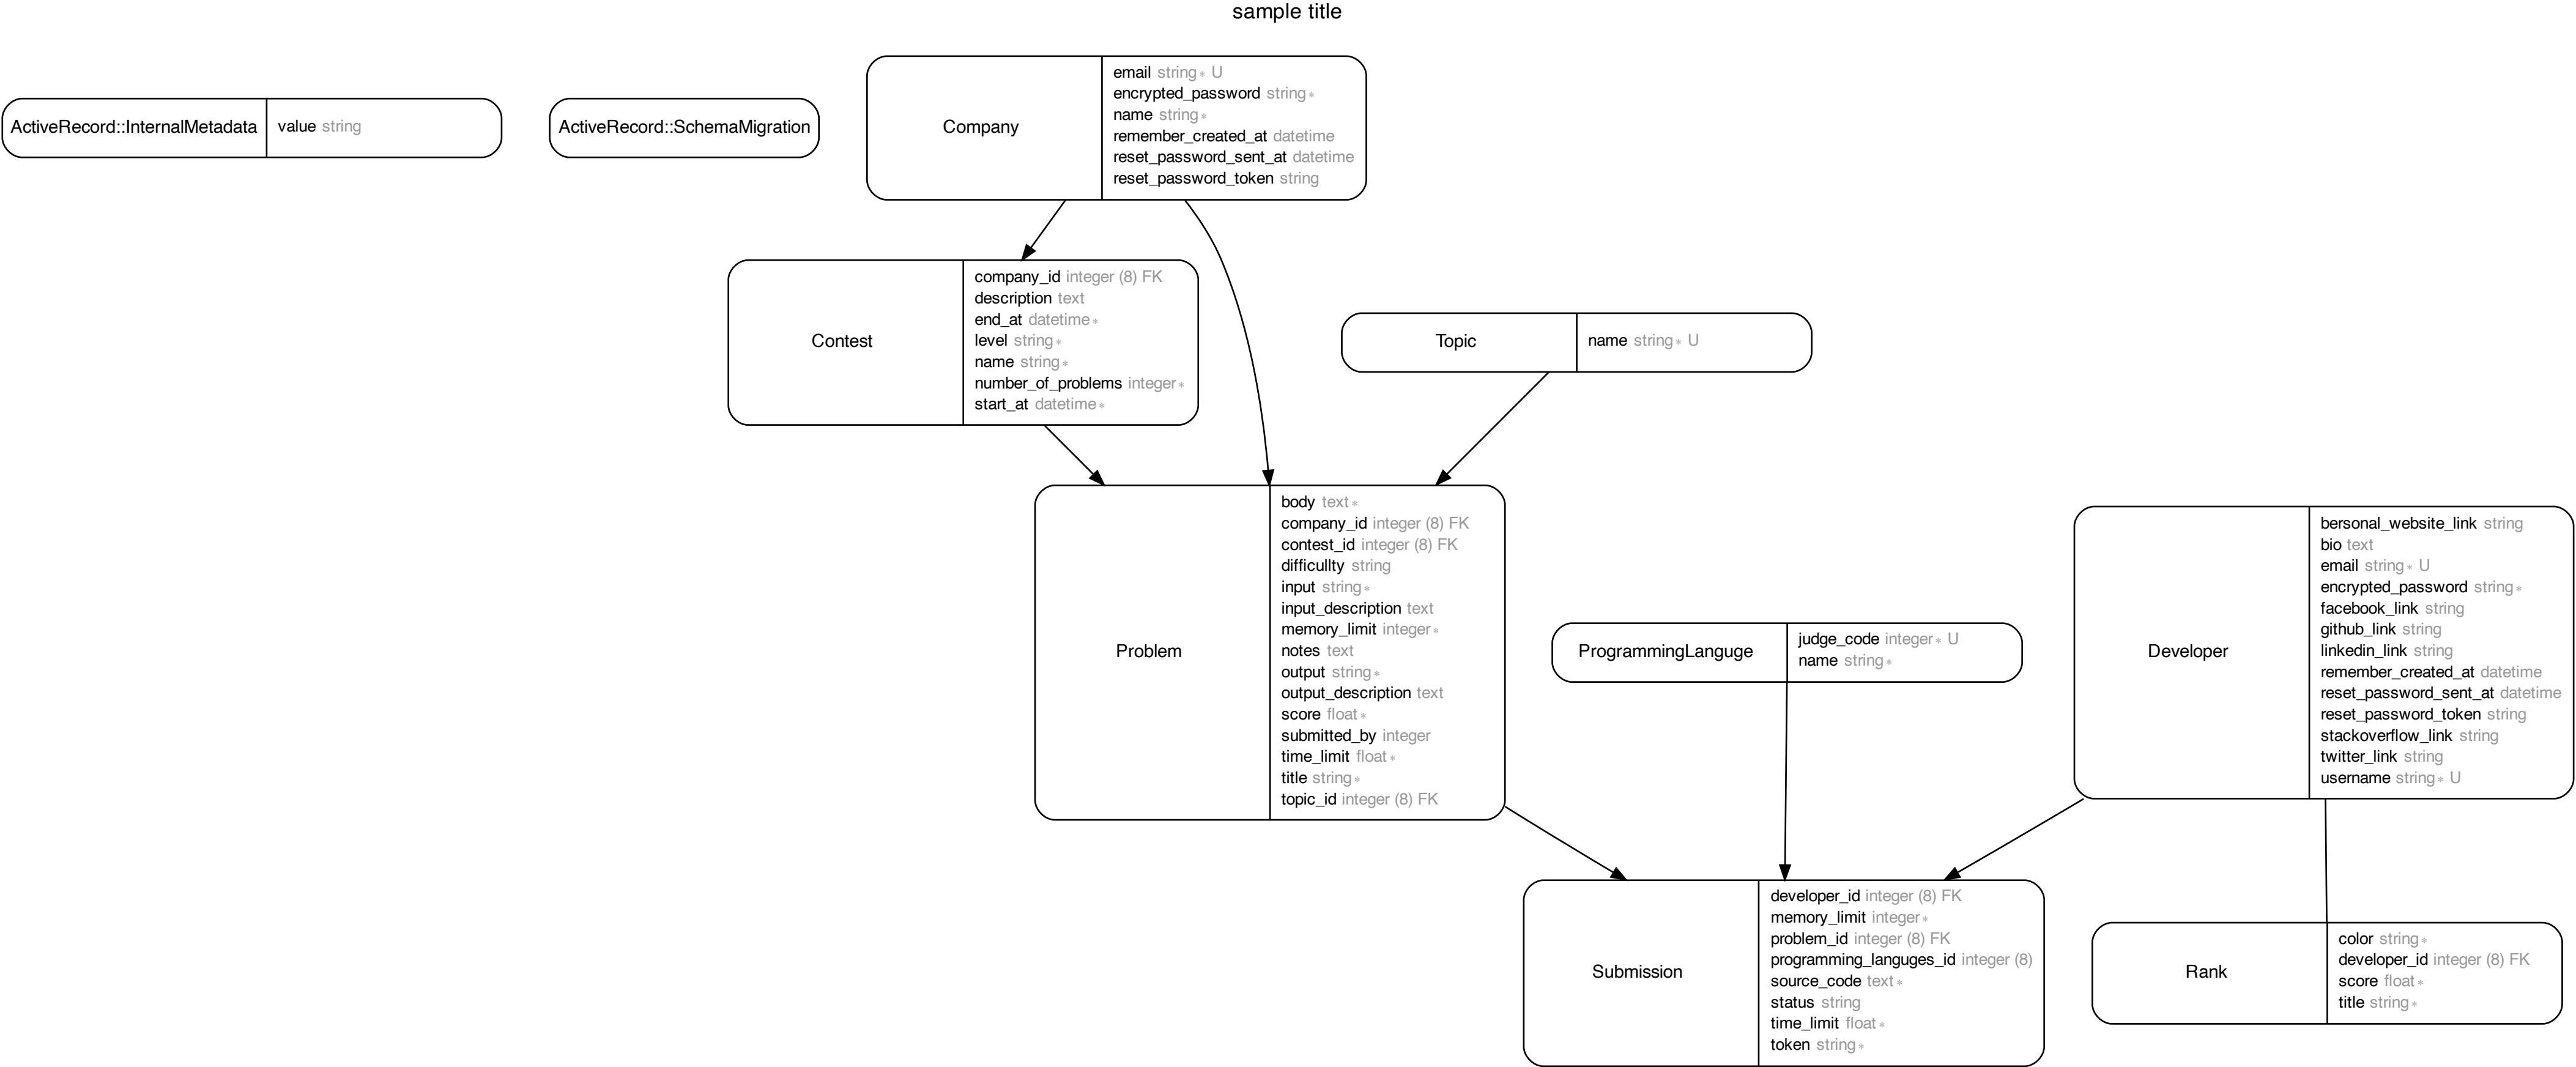 sample title
ActiveRecord::InternalMetadata
value string
ActiveRecord::SchemaMigration
Company
email string∗ U
encrypted_password string∗
name string∗
remember_created_at datetime
reset_password_sent_at datetime
reset_password_token string
Contest
company_id integer (8) FK
description text
end_at datetime∗
level string∗
name string∗
number_of_problems integer∗
start_at datetime∗
Topic
name string∗ U
Problem
body text∗
company_id integer (8) FK
contest_id integer (8) FK
difficullty string
input string∗
input_description text
memory_limit integer∗
notes text
output string∗
output_description text
score float∗
submitted_by integer
time_limit float∗
title string∗
topic_id integer (8) FK
ProgrammingLanguge
judge_code integer∗ U
name string∗
Developer
bersonal_website_link string
bio text
email string∗ U
encrypted_password string∗
facebook_link string
github_link string
linkedin_link string
remember_created_at datetime
reset_password_sent_at datetime
reset_password_token string
stackoverflow_link string
twitter_link string
username string∗ U
Submission
developer_id integer (8) FK
memory_limit integer∗
problem_id integer (8) FK
programming_languges_id integer (8)
source_code text∗
status string
time_limit float∗
token string∗
Rank
color string∗
developer_id integer (8) FK
score float∗
title string∗